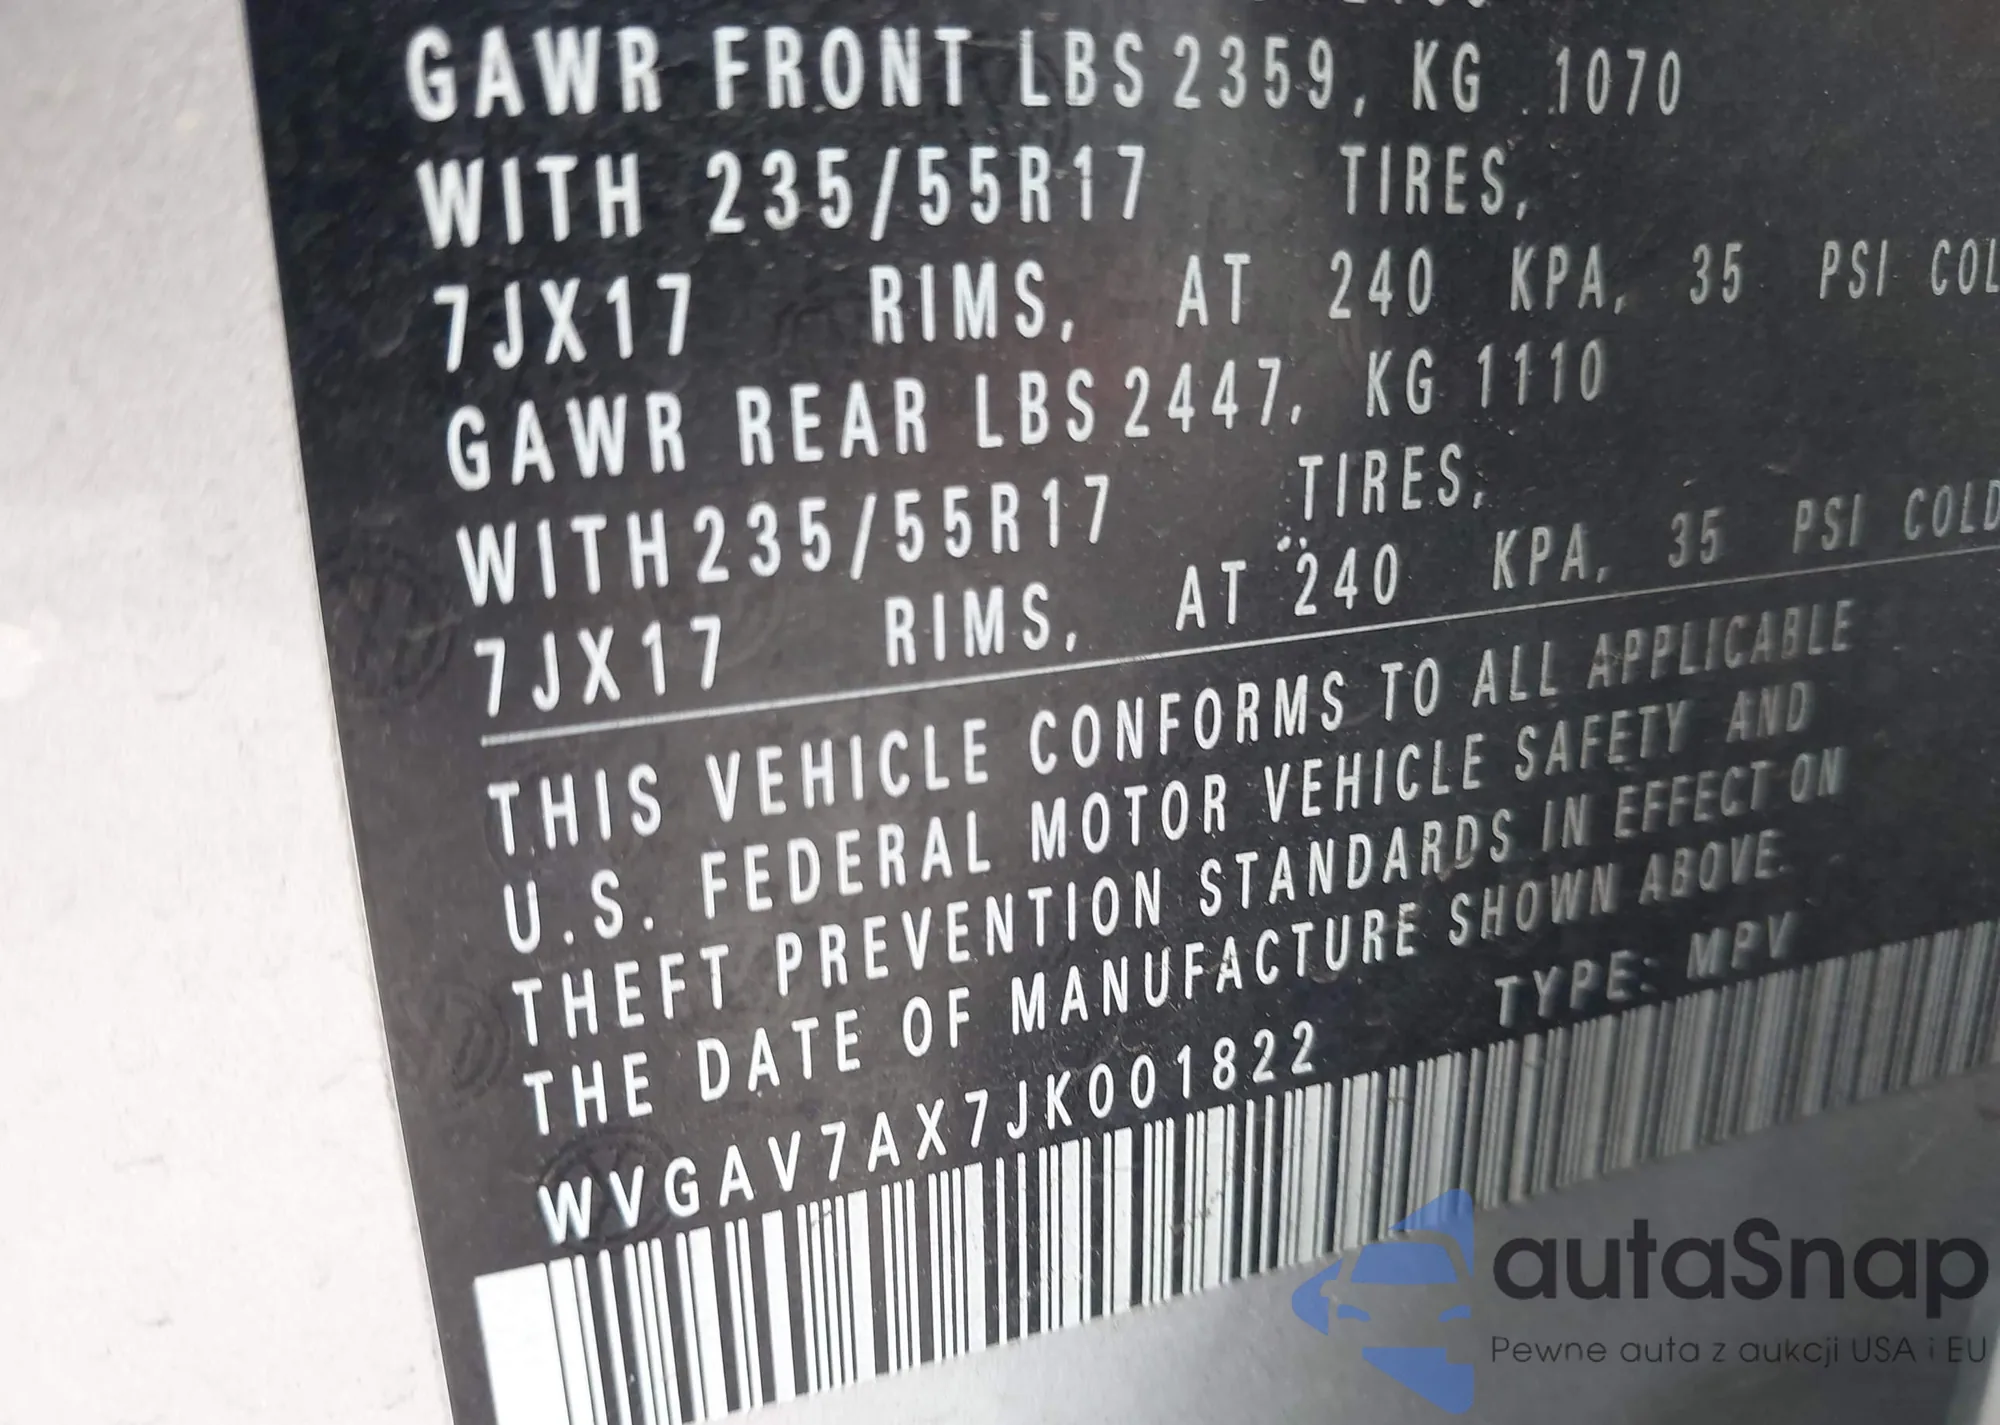 GAWR FRONT LBS 2359, KG 1070
WITH 235/55R17 TIRES,
7JX17 RIMS, AT 240 KPA, 35 PSI COL
GAWR REAR LBS 2447, KG 1110
WITH 235/55R17 TIRES,
7JX17 RIMS, AT 240 KPA, 35 PSI COLD
THIS VEHICLE CONFORMS TO ALL APPLICABLE
U.S. FEDERAL MOTOR VEHICLE SAFETY AND
THEFT PREVENTION STANDARDS IN EFFECT ON
THE DATE OF MANUFACTURE SHOWN ABOVE.
WVGAV7AX7JK001822 TYPE: MPV
autaSnap
Pewne auta z aukcji USA i EU